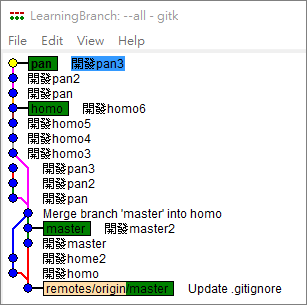 LearningBranch: --all - gitk
File Edit View Help
pan 開發pan3
開發pan2
開發pan
homo 開發homo6
開發homo5
開發homo4
開發homo3
開發pan3
開發pan2
開發pan
Merge branch 'master' into homo
master 開發master2
開發master
開發home2
開發homo
remotes/origin/master Update .gitignore